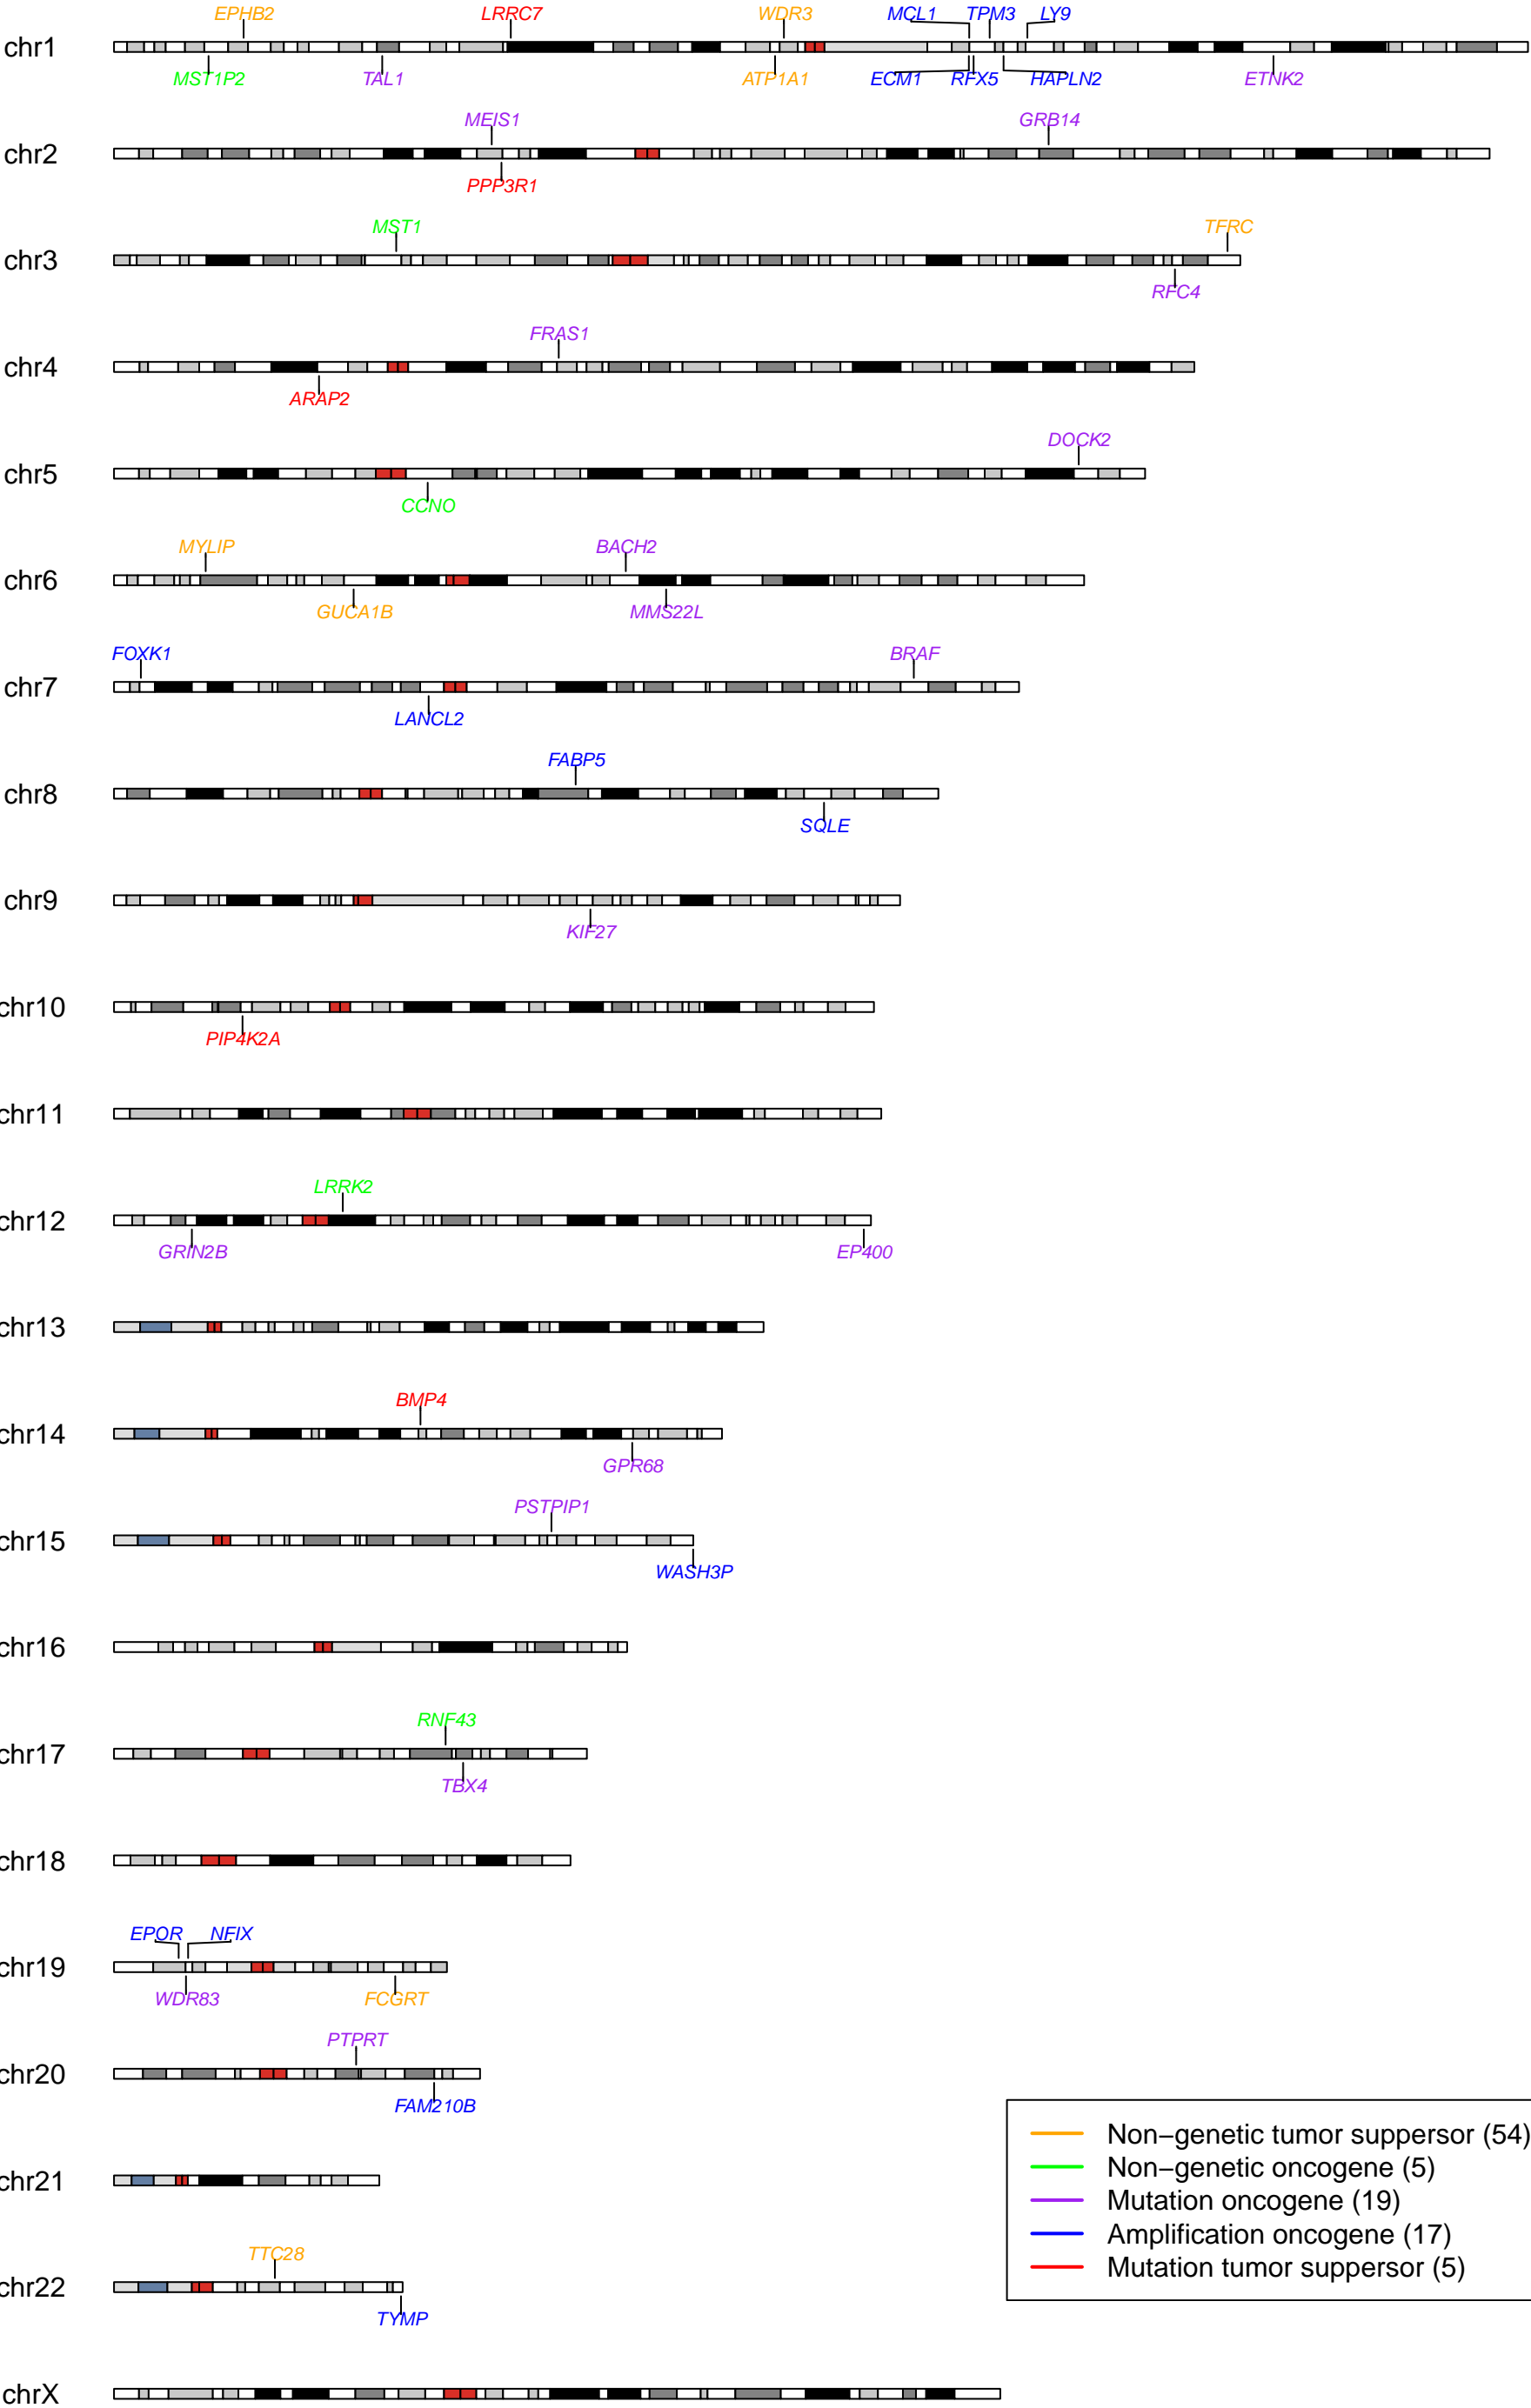 EPHB2 LRRC7 WDR3 MCL1 TPM3 LY9
chr1
MST1P2 TAL1 ATP1A1 ECM1 RFX5 HAPLN2 ETNK2
MEIS1 GRB14
chr2
PPP3R1
MST1 TFRC
chr3
RFC4
FRAS1
chr4
ARAP2
DOCK2
chr5
CCNO
MYLIP BACH2
chr6
GUCA1B MMS22L
FOXK1 BRAF
chr7
LANCL2
FABP5
chr8
SQLE
chr9
KIF27
chr10
PIP4K2A
chr11
LRRK2
chr12
GRIN2B EP400
chr13
BMP4
chr14
GPR68
PSTPIP1
chr15
WASH3P
chr16
RNF43
chr17
TBX4
chr18
EPOR NFIX
chr19
WDR83 FCGRT
PTPRT
chr20
FAM210B
Non−genetic tumor suppersor (54)
Non−genetic oncogene (5)
chr21
Mutation oncogene (19)
Amplification oncogene (17)
Mutation tumor suppersor (5)
TTC28
chr22
TYMP
chrX